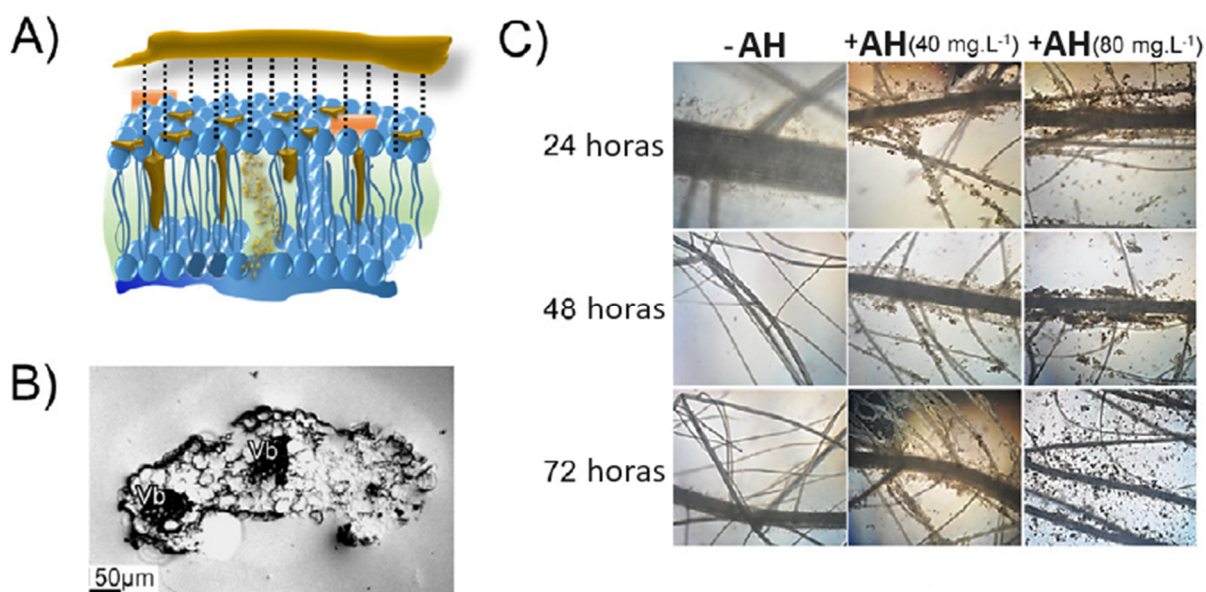 A)
B)
Vb
Vb
50μm
C)
-AH +AH(40 mg.L⁻¹) +AH(80 mg.L⁻¹)
24 horas
48 horas
72 horas